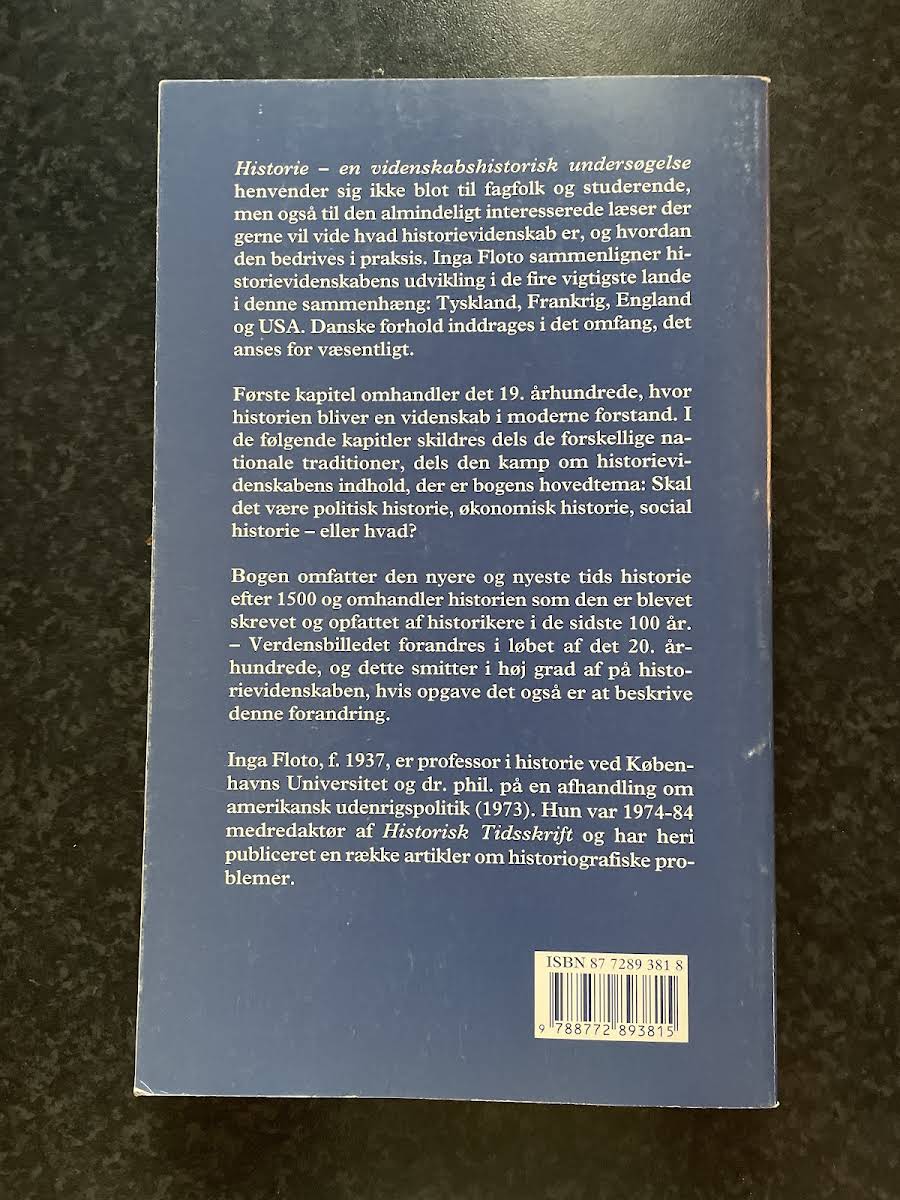 Historie – en videnskabshistorisk undersøgelse
henvender sig ikke blot til fagfolk og studerende,
men også til den almindeligt interesserede læser der
gerne vil vide hvad historievidenskab er, og hvordan
den bedrives i praksis. Inga Floto sammenligner hi-
storievidenskabens udvikling i de fire vigtigste lande
i denne sammenhæng: Tyskland, Frankrig, England
og USA. Danske forhold inddrages i det omfang, det
anses for væsentligt.
Første kapitel omhandler det 19. århundrede, hvor
historien bliver en videnskab i moderne forstand. I
de følgende kapitler skildres dels de forskellige na-
tionale traditioner, dels den kamp om historievi-
denskabens indhold, der er bogens hovedtema: Skal
det være politisk historie, økonomisk historie, social
historie – eller hvad?
Bogen omfatter den nyere og nyeste tids historie
efter 1500 og omhandler historien som den er blevet
skrevet og opfattet af historikere i de sidste 100 år.
– Verdensbilledet forandres i løbet af det 20. år-
hundrede, og dette smitter i høj grad af på histo-
rievidenskaben, hvis opgave det også er at beskrive
denne forandring.
Inga Floto, f. 1937, er professor i historie ved Køben-
havns Universitet og dr. phil. på en afhandling om
amerikansk udenrigspolitik (1973). Hun var 1974-84
medredaktør af Historisk Tidsskrift og har heri
publiceret en række artikler om historiografiske pro-
blemer.
ISBN 87 7289 381 8
9 788772 893815